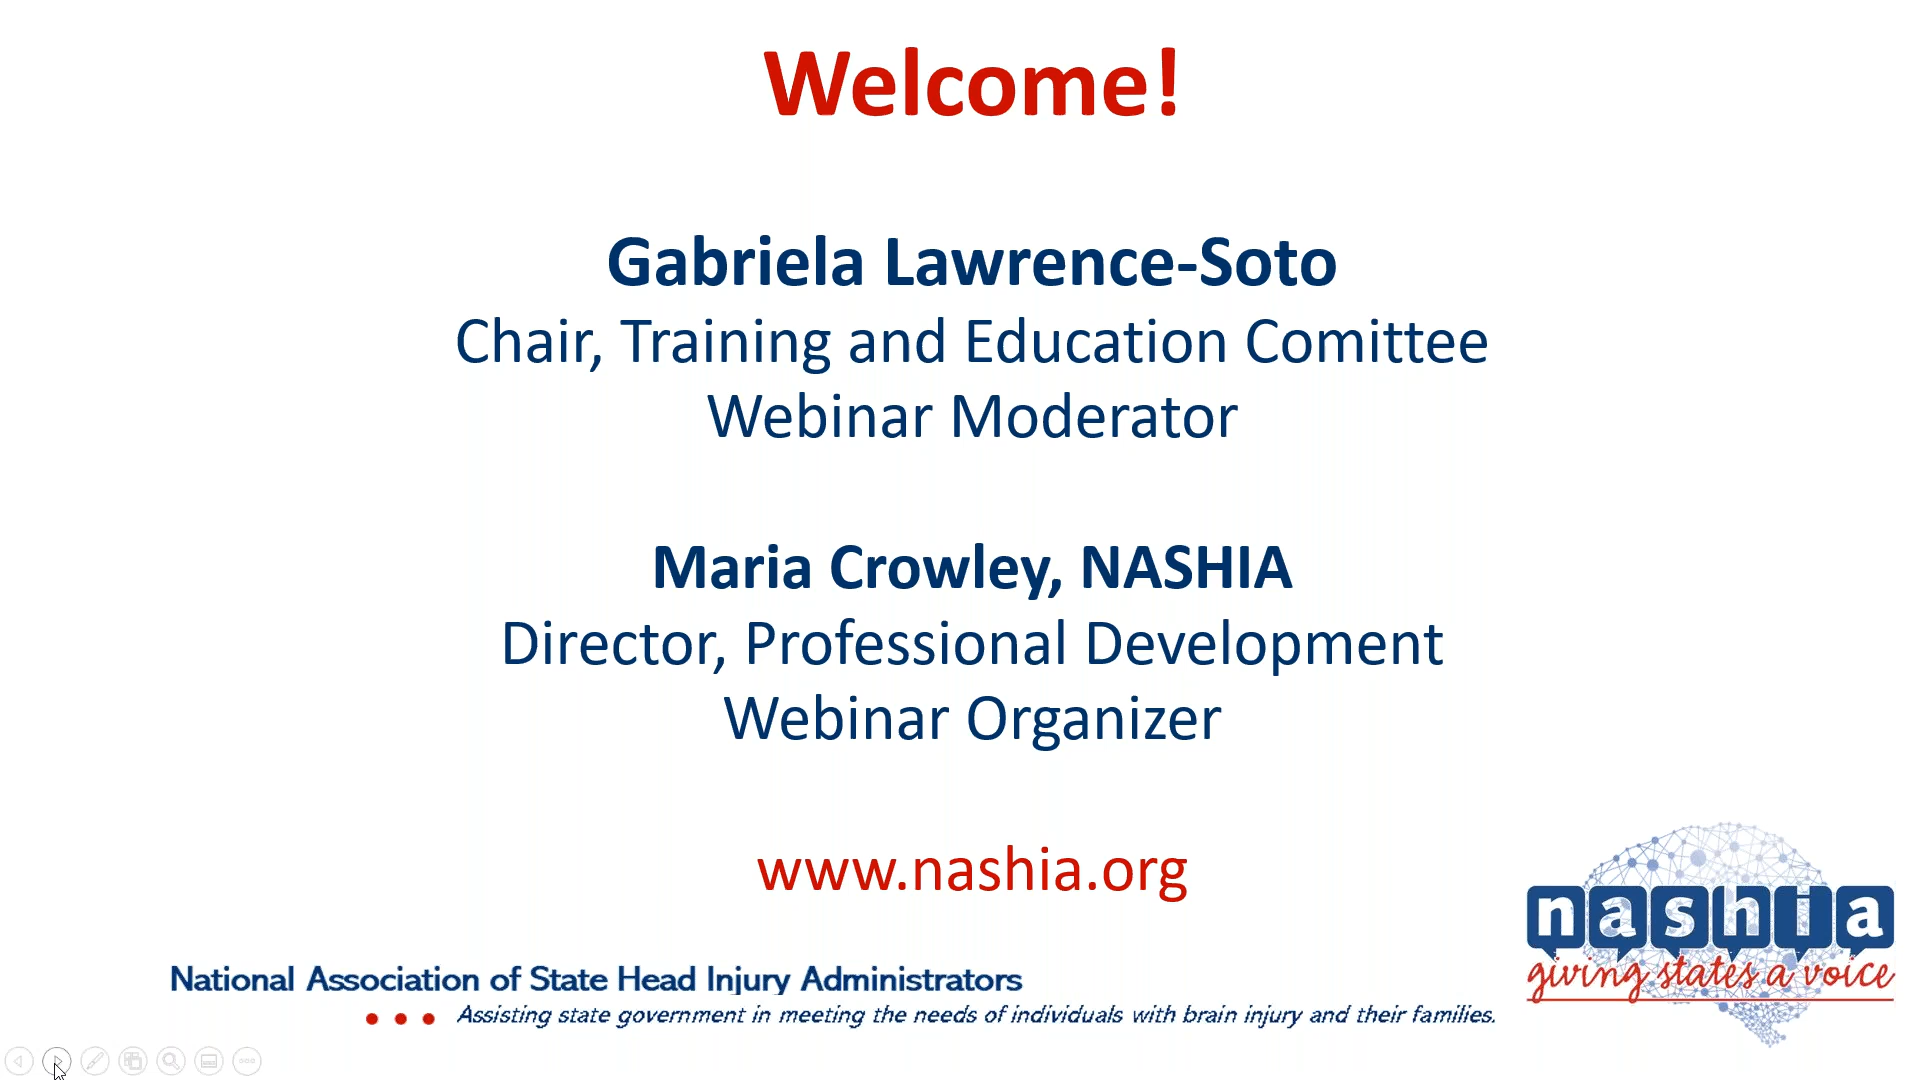 Welcome!
Gabriela Lawrence-Soto
Chair, Training and Education Comittee
Webinar Moderator
Maria Crowley, NASHIA
Director, Professional Development
Webinar Organizer
www.nashia.org
nashia
giving states a voice
National Association of State Head Injury Administrators
Assisting state government in meeting the needs of individuals with brain injury and their families.